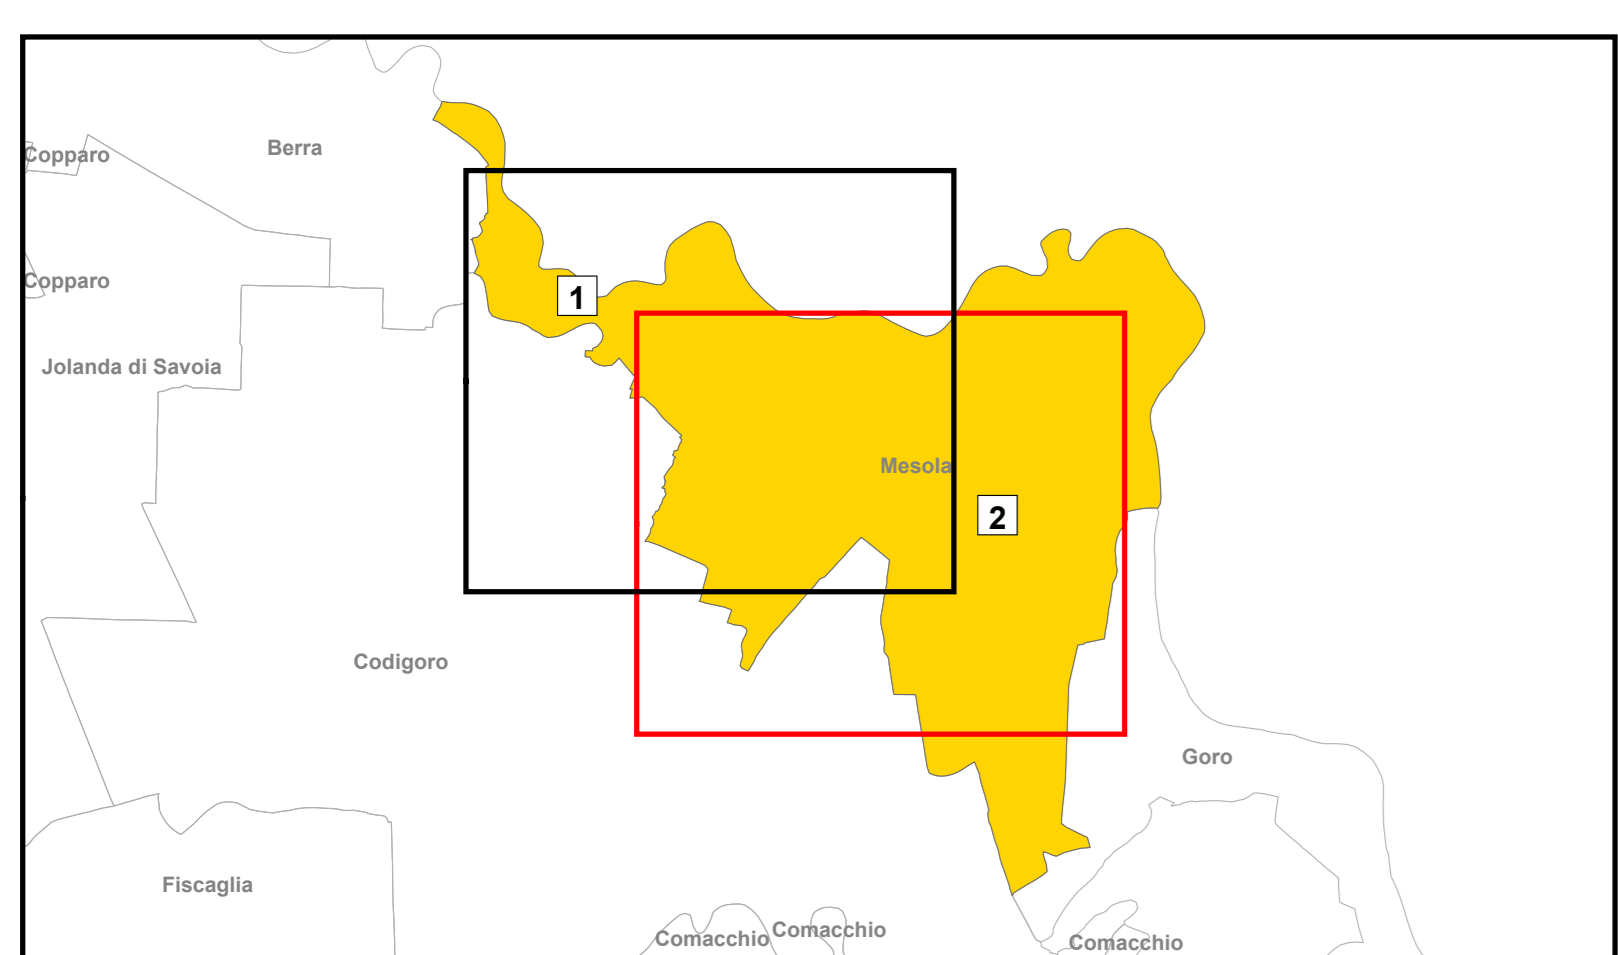 Berra
Copparo
Copparo
1
Jolanda di Savoia
Mesola
2
Codigoro
Goro
Fiscaglia
Comacchio
Comacchio
Comacchio